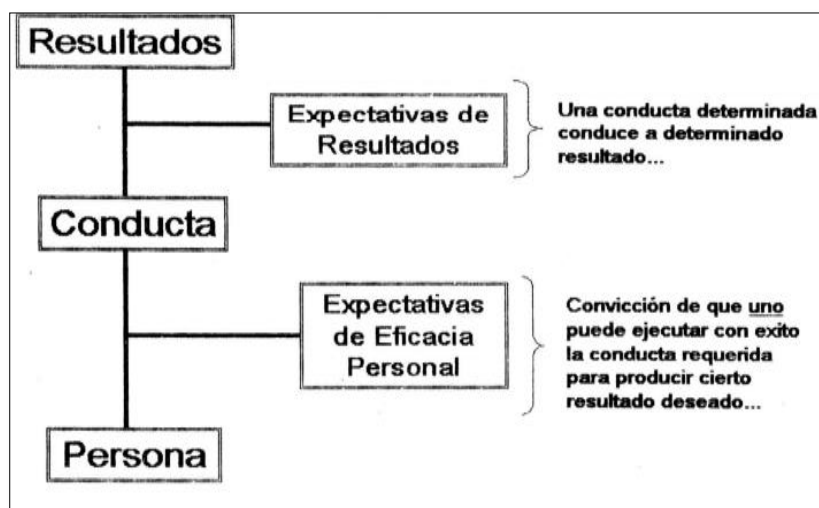 Resultados
Expectativas de
Resultados
Una conducta determinada
conduce a determinado
resultado...
Conducta
Expectativas
de Eficacia
Personal
Convicción de que uno
puede ejecutar con exito
la conducta requerida
para producir cierto
resultado deseado...
Persona